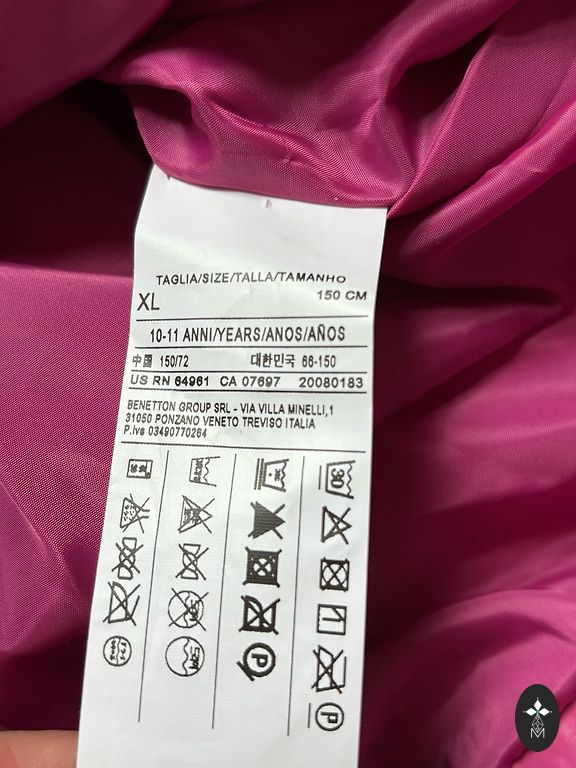 TAGLIA/SIZE/TALLA/TAMANHO
XL 150 CM
10-11 ANNI/YEARS/ANOS/AÑOS
中国 150/72 대한민국 66-150
US RN 64961 CA 07697 20080183
BENETTON GROUP SRL - VIA VILLA MINELLI,1
31050 PONZANO VENETO TREVISO ITALIA
P.iva 03490770264
30
P
P
M